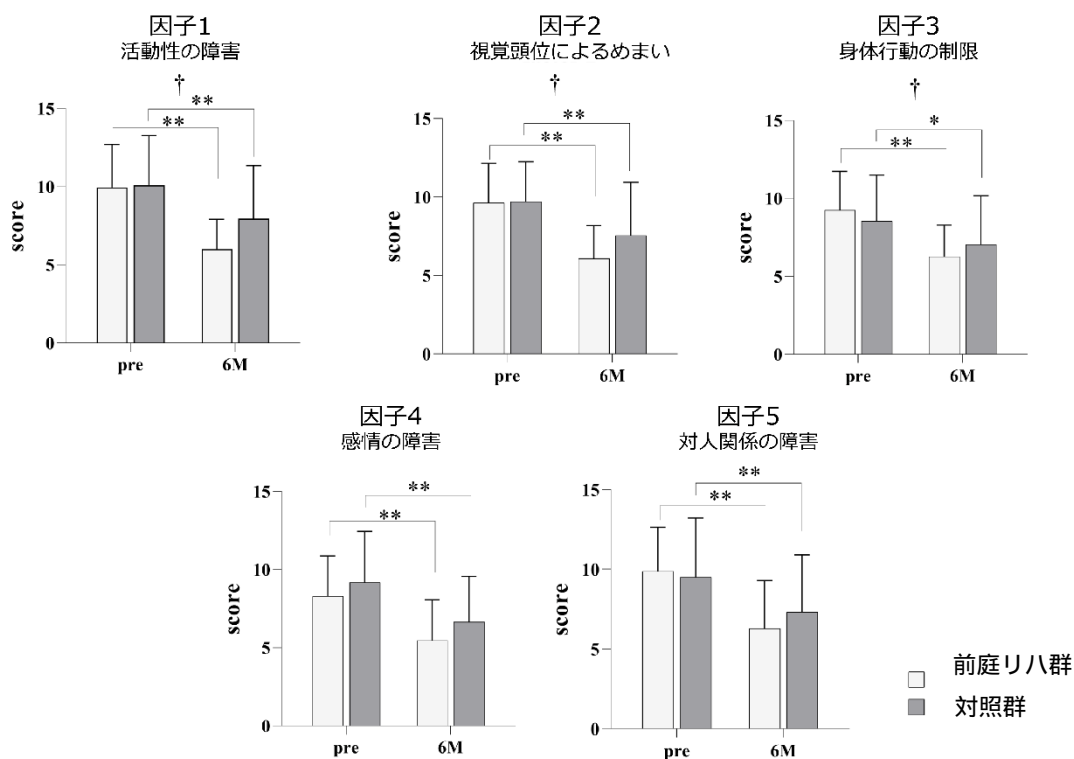 因子1
活動性の障害
†
**
**
15
10
5
0
score
pre
6M
因子2
視覚頭位によるめまい
†
**
**
15
10
5
0
score
pre
6M
因子3
身体行動の制限
†
*
**
15
10
5
0
score
pre
6M
因子4
感情の障害
**
**
15
10
5
0
score
pre
6M
因子5
対人関係の障害
**
**
15
10
5
0
score
pre
6M
前庭リハ群
対照群